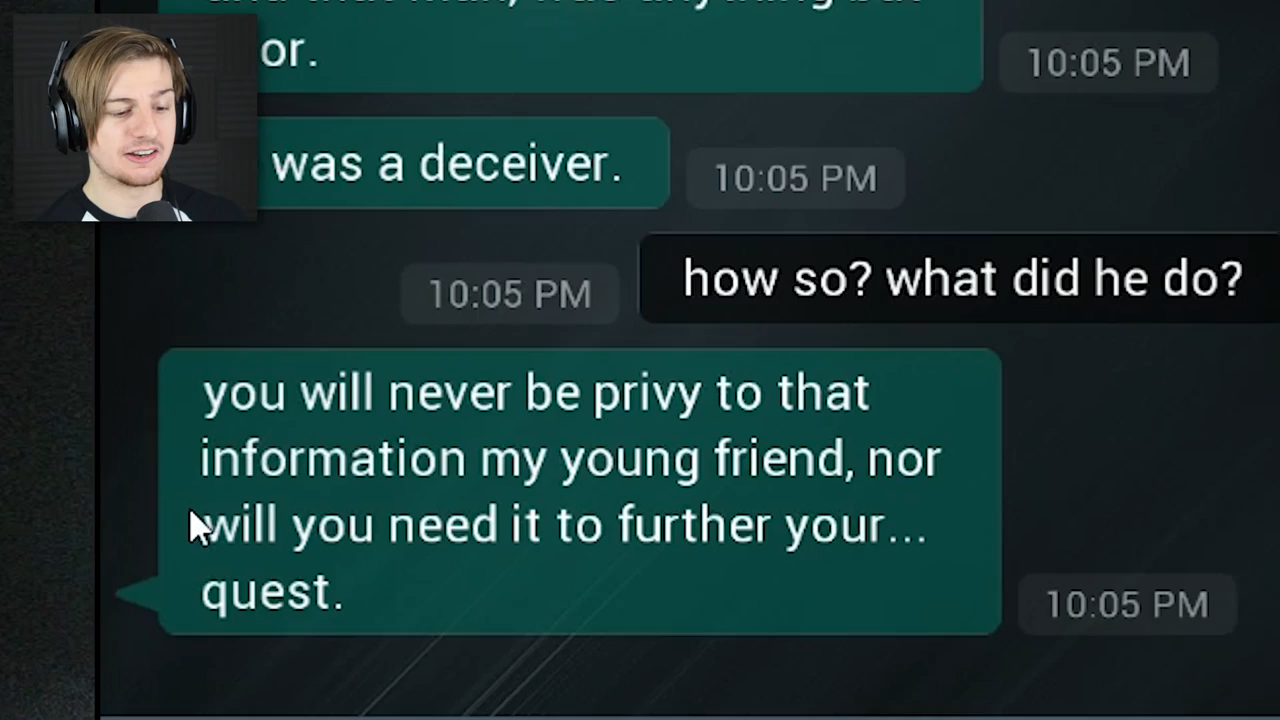 or.
10:05 PM
was a deceiver.
10:05 PM
how so? what did he do?
10:05 PM
you will never be privy to that
information my young friend, nor
will you need it to further your...
quest.
10:05 PM